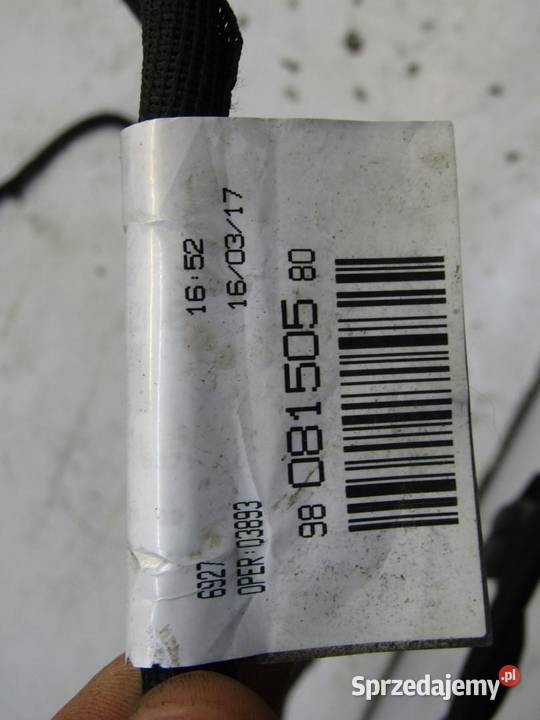 6927 16:52
OPER:03893 16/03/17
98 081505 80
Sprzedajemy.pl